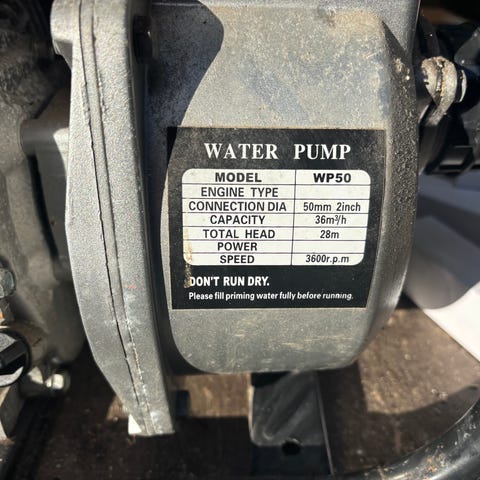 WATER PUMP
MODEL WP50
ENGINE TYPE
CONNECTION DIA 50mm 2inch
CAPACITY 36m³/h
TOTAL HEAD 28m
POWER
SPEED 3600r.p.m
DON'T RUN DRY.
Please fill priming water fully before running.